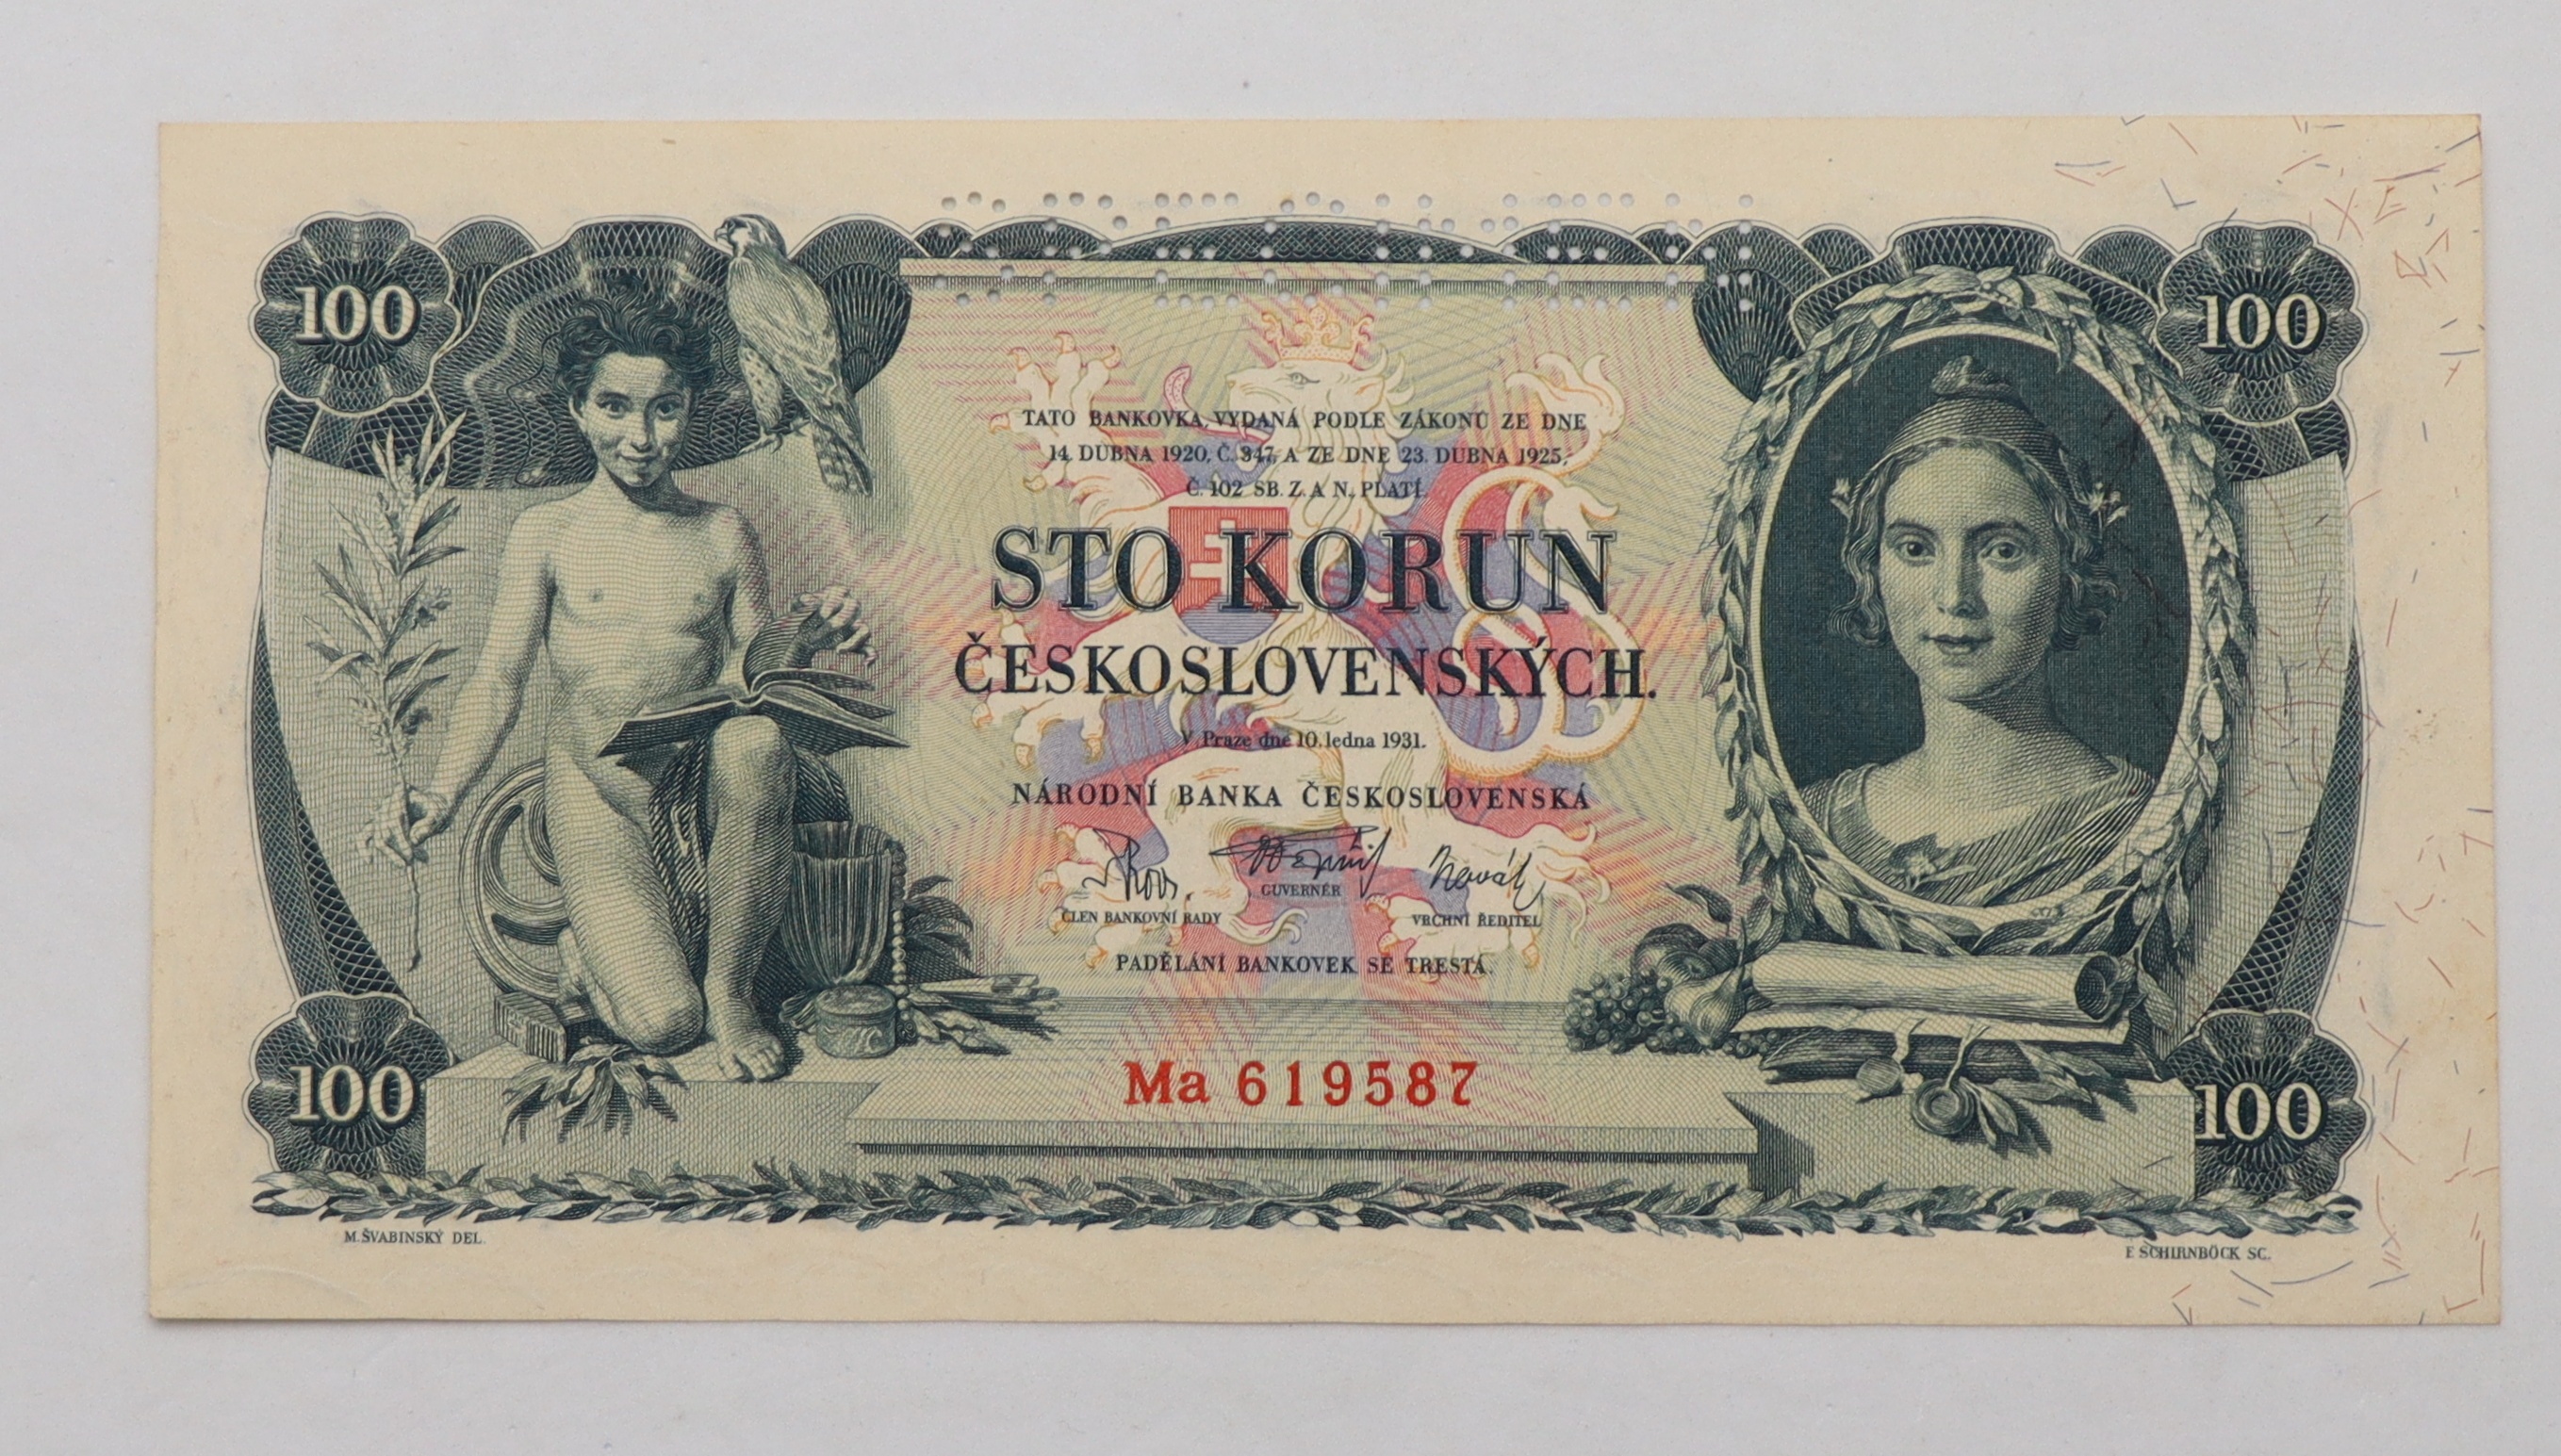 SPECIMEN
100
100
TATO BANKOVKA, VYDANÁ PODLE ZÁKONŮ ZE DNE
14. DUBNA 1920, Č. 347, A ZE DNE 23. DUBNA 1925,
Č. 102 SB. Z. A N., PLATÍ
STO KORUN
ČESKOSLOVENSKÝCH.
V Praze dne 10. ledna 1931.
NÁRODNÍ BANKA ČESKOSLOVENSKÁ
GUVERNÉR
ČLEN BANKOVNÍ RADY
VRCHNÍ ŘEDITEL
PADĚLÁNÍ BANKOVEK SE TRESTÁ.
Ma 619587
100
100
M. ŠVABINSKÝ DEL.
F. SCHIRNBÖCK SC.